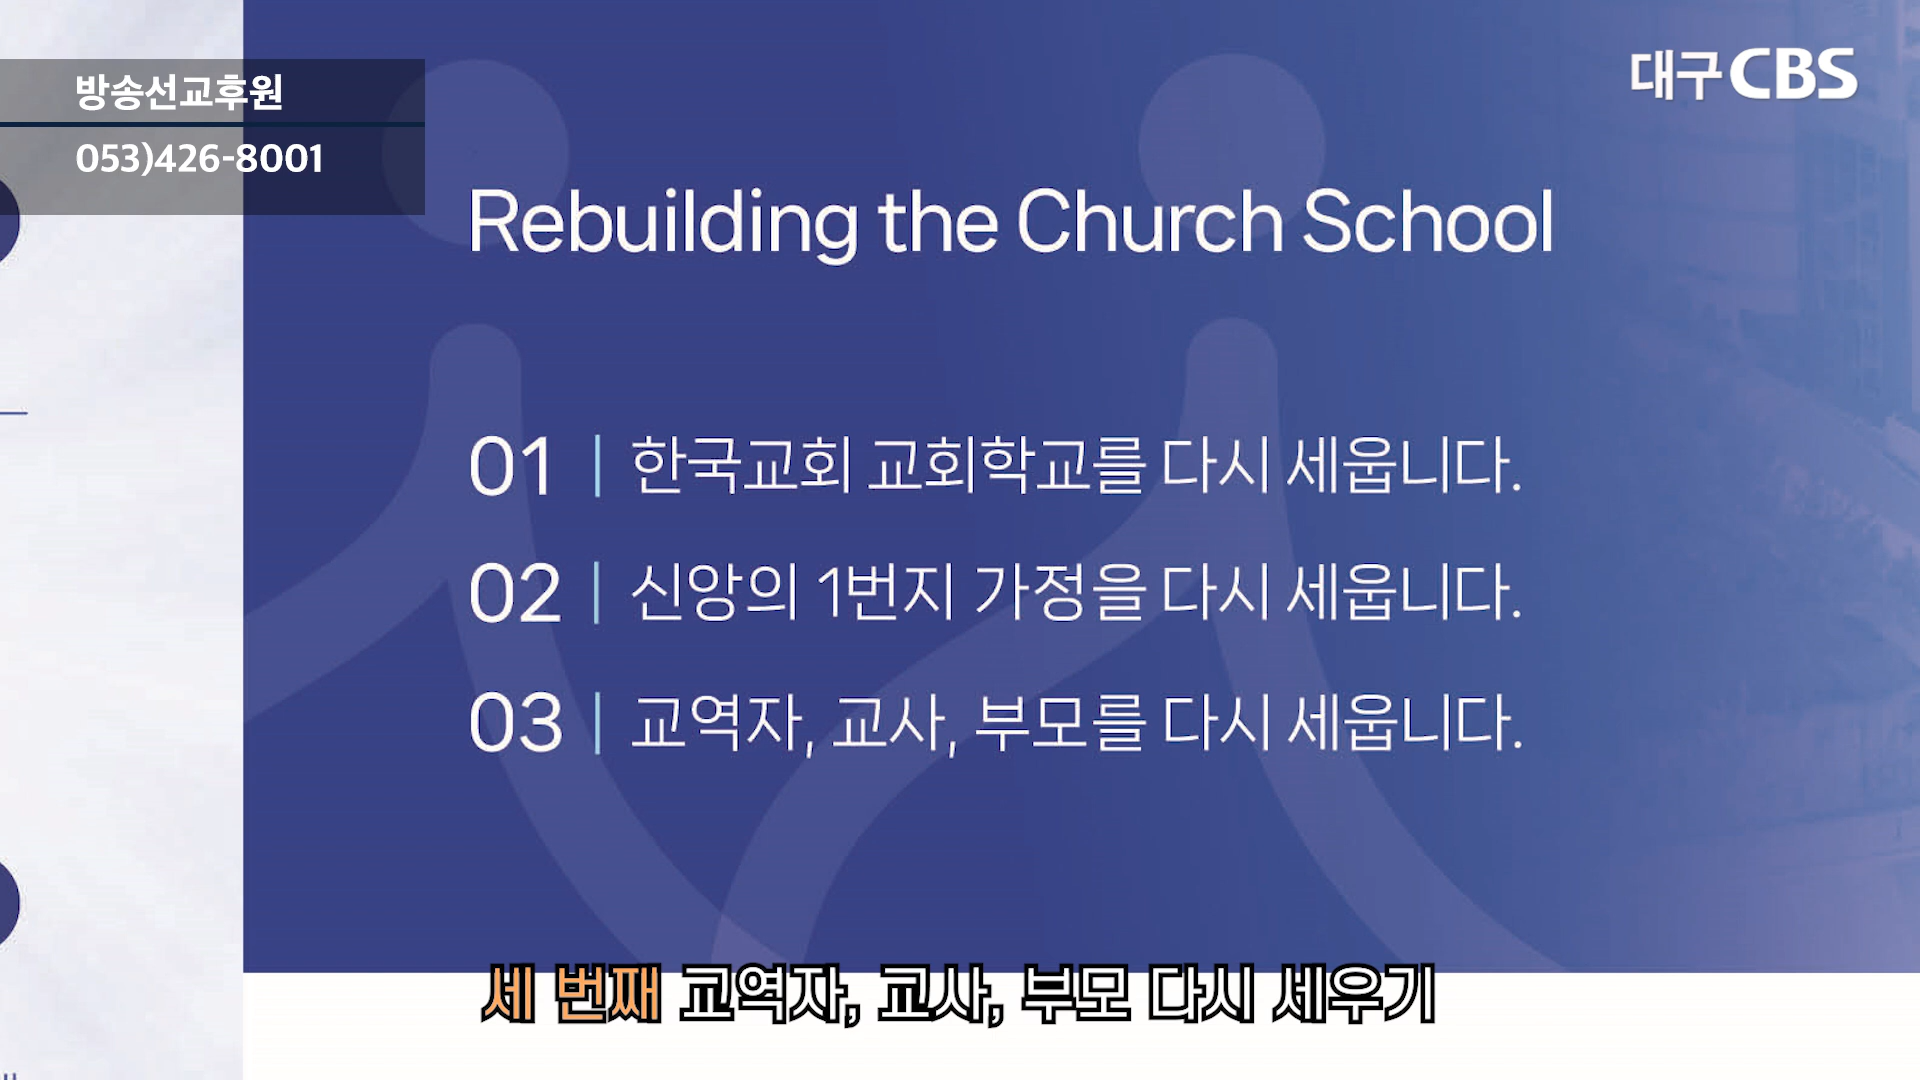 방송선교후원
053)426-8001
대구CBS
Rebuilding the Church School
01 | 한국교회 교회학교를 다시 세웁니다.
02 | 신앙의 1번지 가정을 다시 세웁니다.
03 | 교역자, 교사, 부모를 다시 세웁니다.
세 번째 교역자, 교사, 부모 다시 세우기